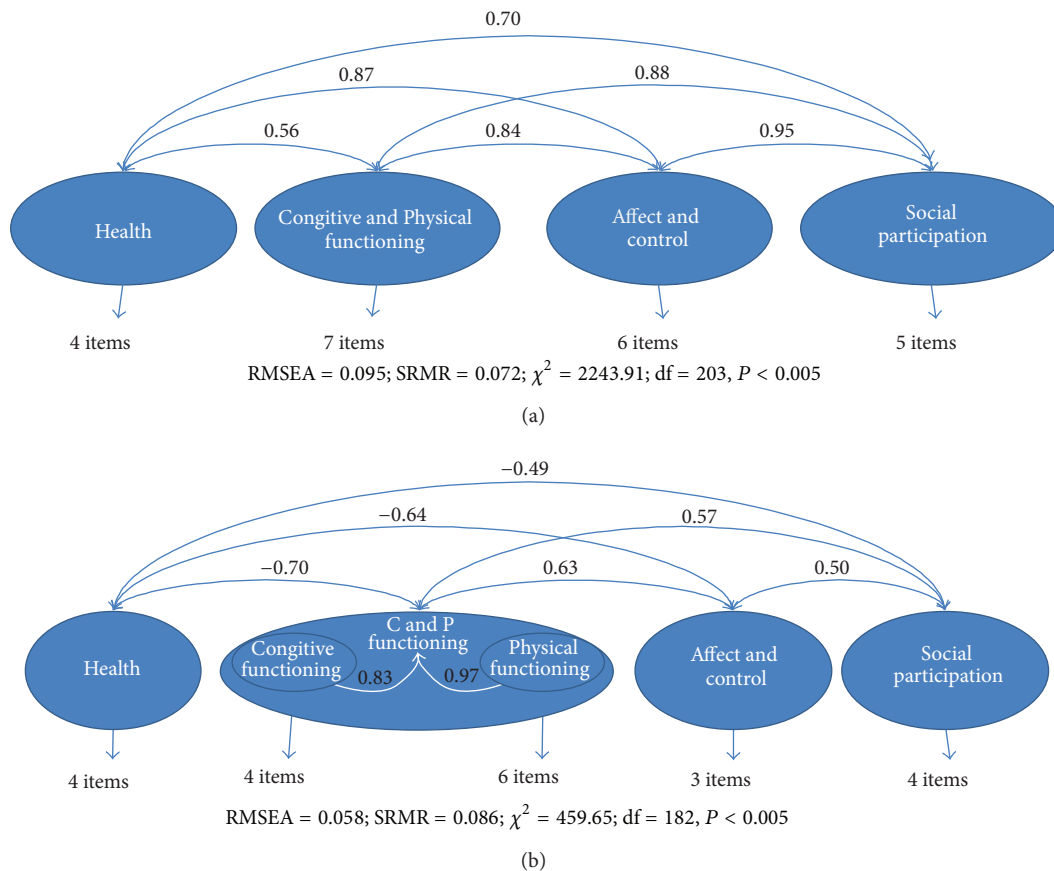 0.70
0.87
0.88
0.56
0.84
0.95
Health
Congitive and Physical
functioning
Affect and
control
Social
participation
4 items
7 items
6 items
5 items
RMSEA = 0.095; SRMR = 0.072; χ² = 2243.91; df = 203, P < 0.005
(a)
−0.49
−0.64
0.57
−0.70
0.63
0.50
Health
C and P
functioning
Congitive
functioning
Physical
functioning
0.83
0.97
Affect and
control
Social
participation
4 items
4 items
6 items
3 items
4 items
RMSEA = 0.058; SRMR = 0.086; χ² = 459.65; df = 182, P < 0.005
(b)